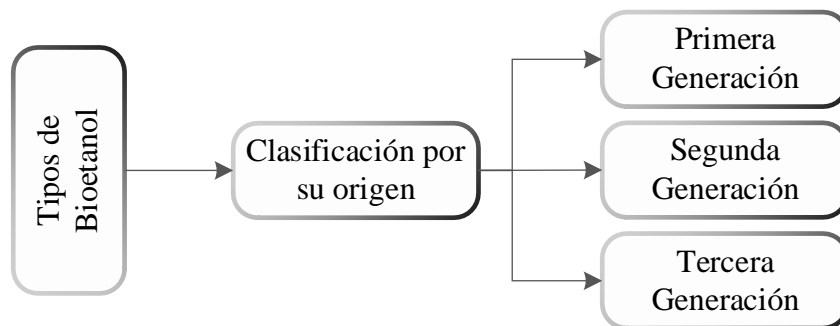 Tipos de
Bioetanol
Clasificación por
su origen
Primera
Generación
Segunda
Generación
Tercera
Generación